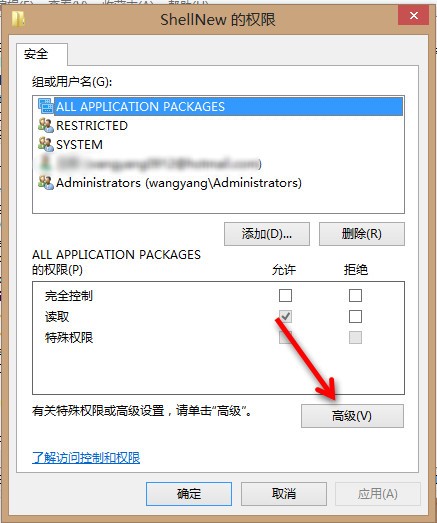 ShellNew 的权限
安全
组或用户名(G):
ALL APPLICATION PACKAGES
RESTRICTED
SYSTEM
Administrators (wangyang\Administrators)
添加(D)...
删除(R)
ALL APPLICATION PACKAGES
的权限(P)
允许
拒绝
完全控制
读取
特殊权限
有关特殊权限或高级设置，请单击“高级”。
高级(V)
了解访问控制和权限
确定
取消
应用(A)